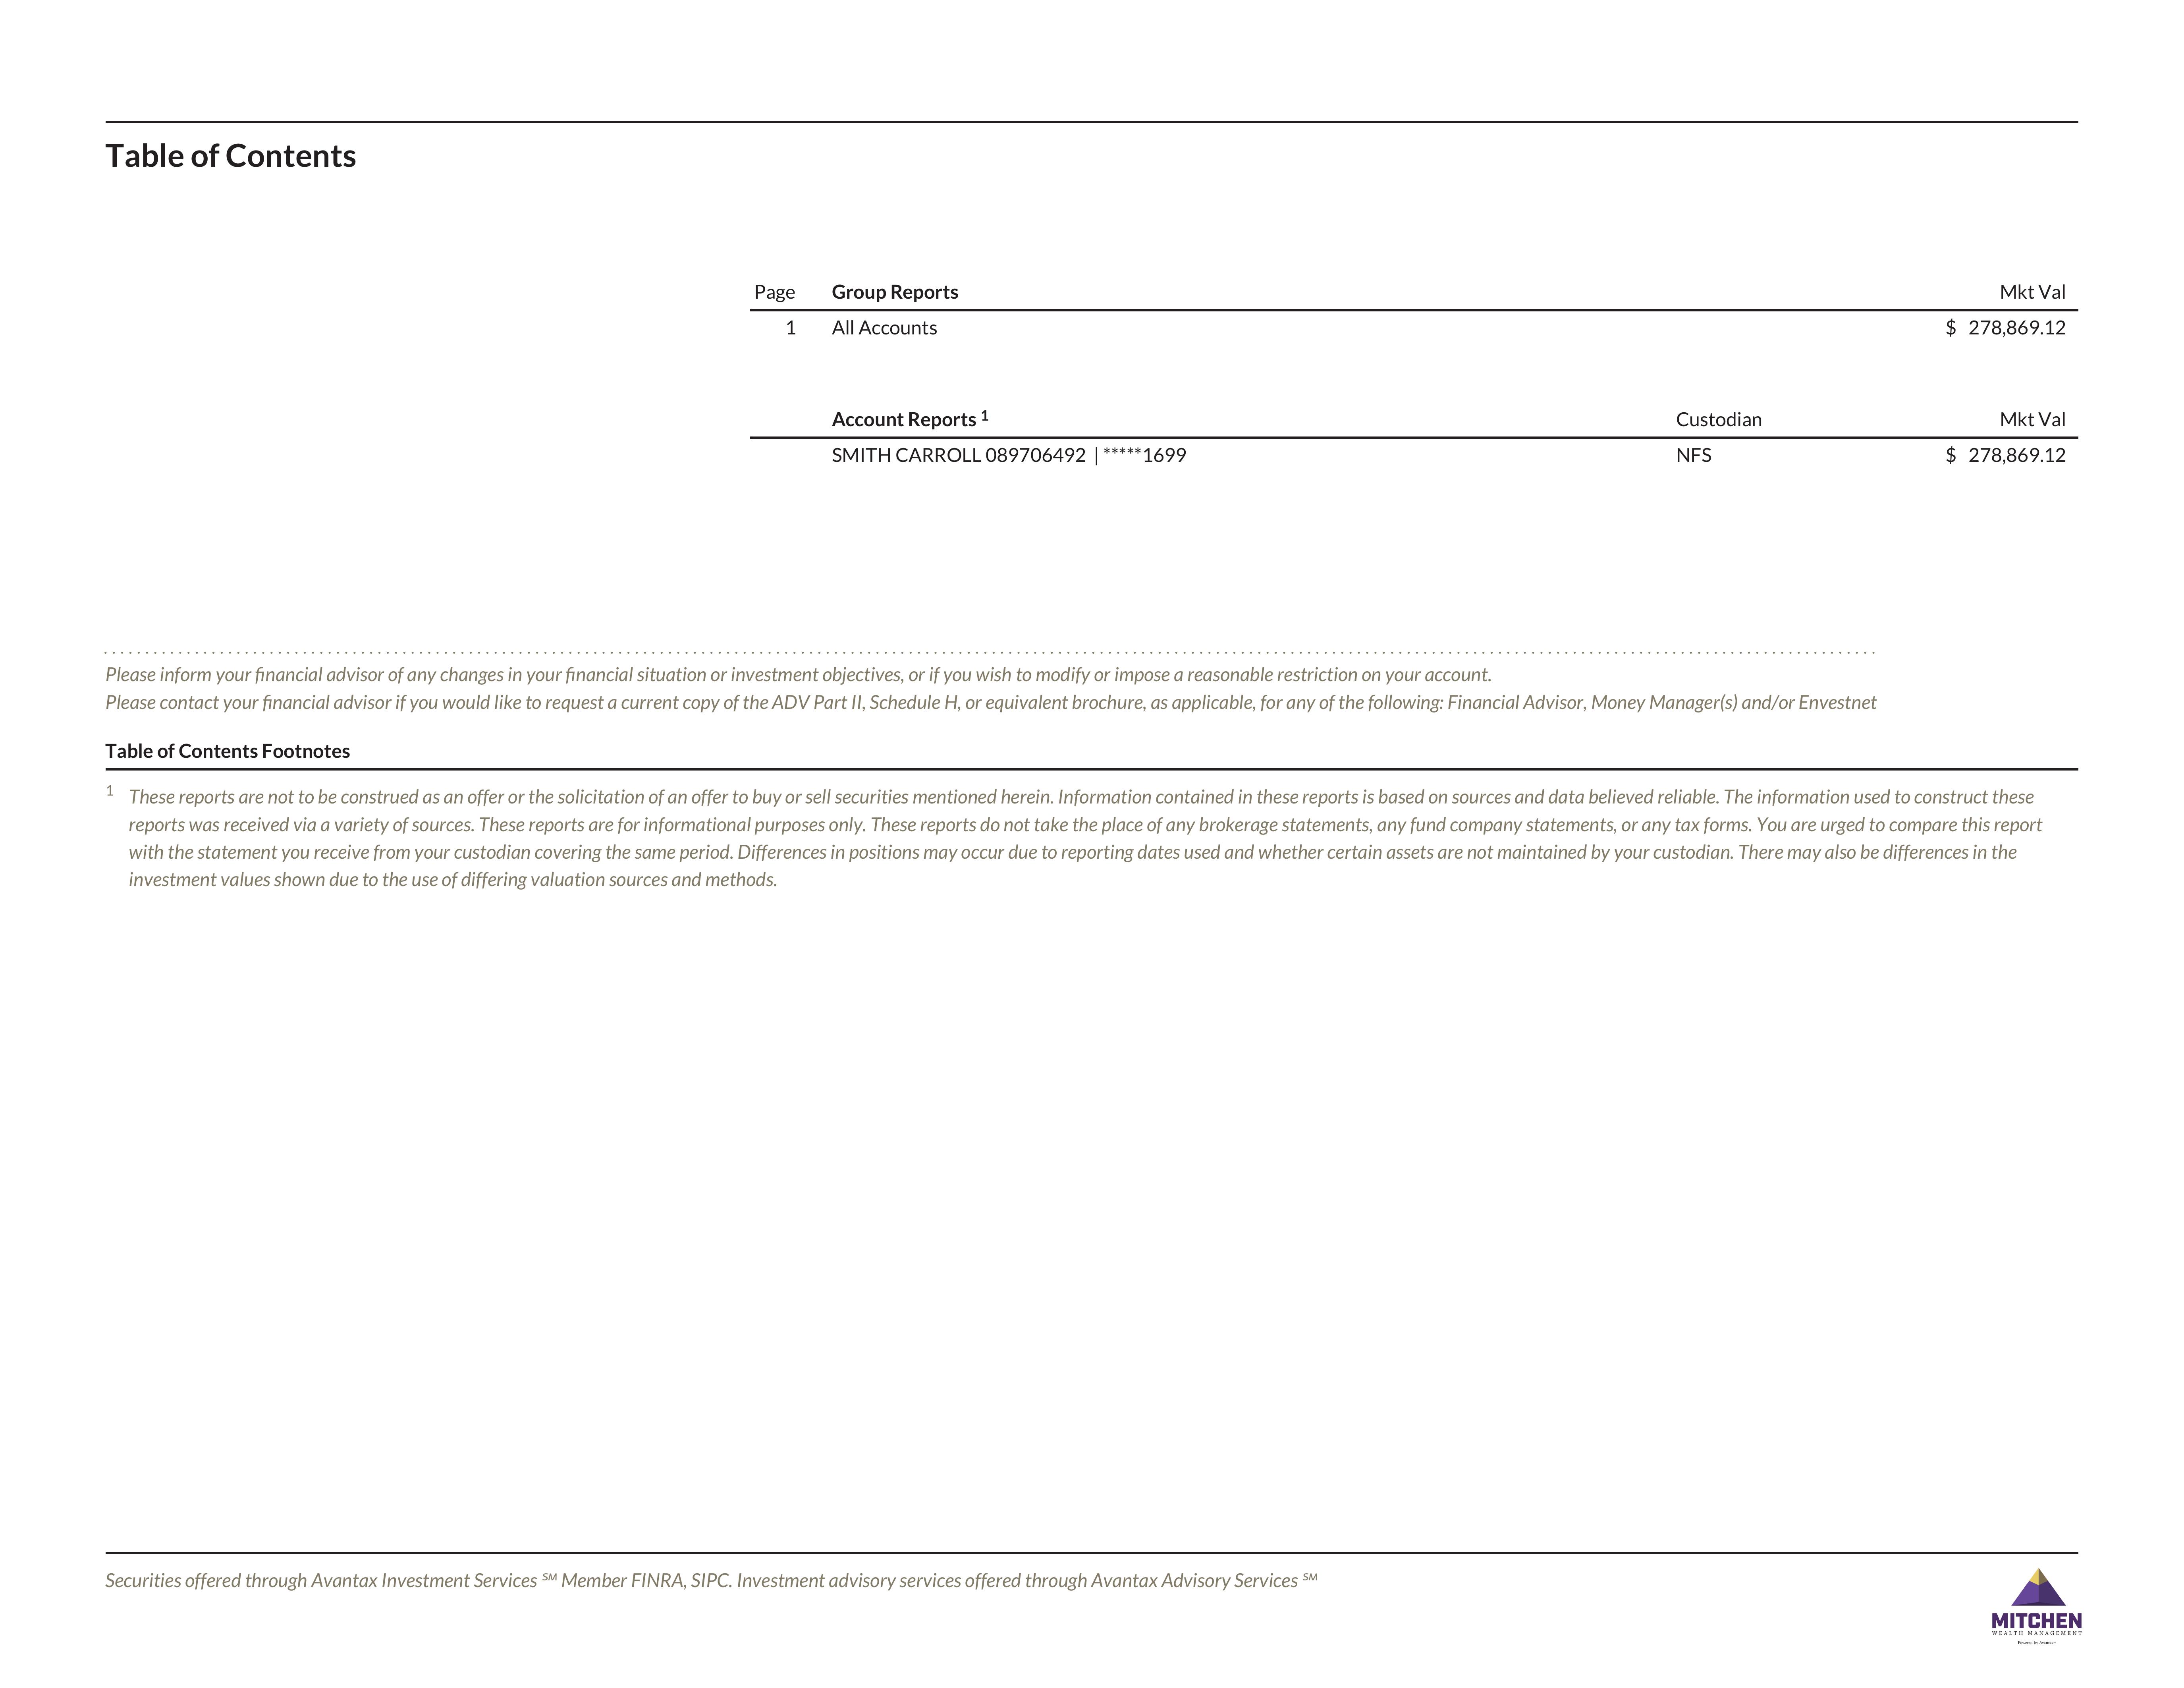 Table of Contents
Page Group Reports Mkt Val
1 All Accounts $ 278,869.12
Account Reports 1 Custodian Mkt Val
SMITH CARROLL 089706492 | *****1699 NFS $ 278,869.12
Please inform your financial advisor of any changes in your financial situation or investment objectives, or if you wish to modify or impose a reasonable restriction on your account.
Please contact your financial advisor if you would like to request a current copy of the ADV Part II, Schedule H, or equivalent brochure, as applicable, for any of the following: Financial Advisor, Money Manager(s) and/or Envestnet
Table of Contents Footnotes
1 These reports are not to be construed as an offer or the solicitation of an offer to buy or sell securities mentioned herein. Information contained in these reports is based on sources and data believed reliable. The information used to construct these
reports was received via a variety of sources. These reports are for informational purposes only. These reports do not take the place of any brokerage statements, any fund company statements, or any tax forms. You are urged to compare this report
with the statement you receive from your custodian covering the same period. Differences in positions may occur due to reporting dates used and whether certain assets are not maintained by your custodian. There may also be differences in the
investment values shown due to the use of differing valuation sources and methods.
Securities offered through Avantax Investment Services ℠ Member FINRA, SIPC. Investment advisory services offered through Avantax Advisory Services ℠
MITCHEN
WEALTH MANAGEMENT
Powered by Avantax℠